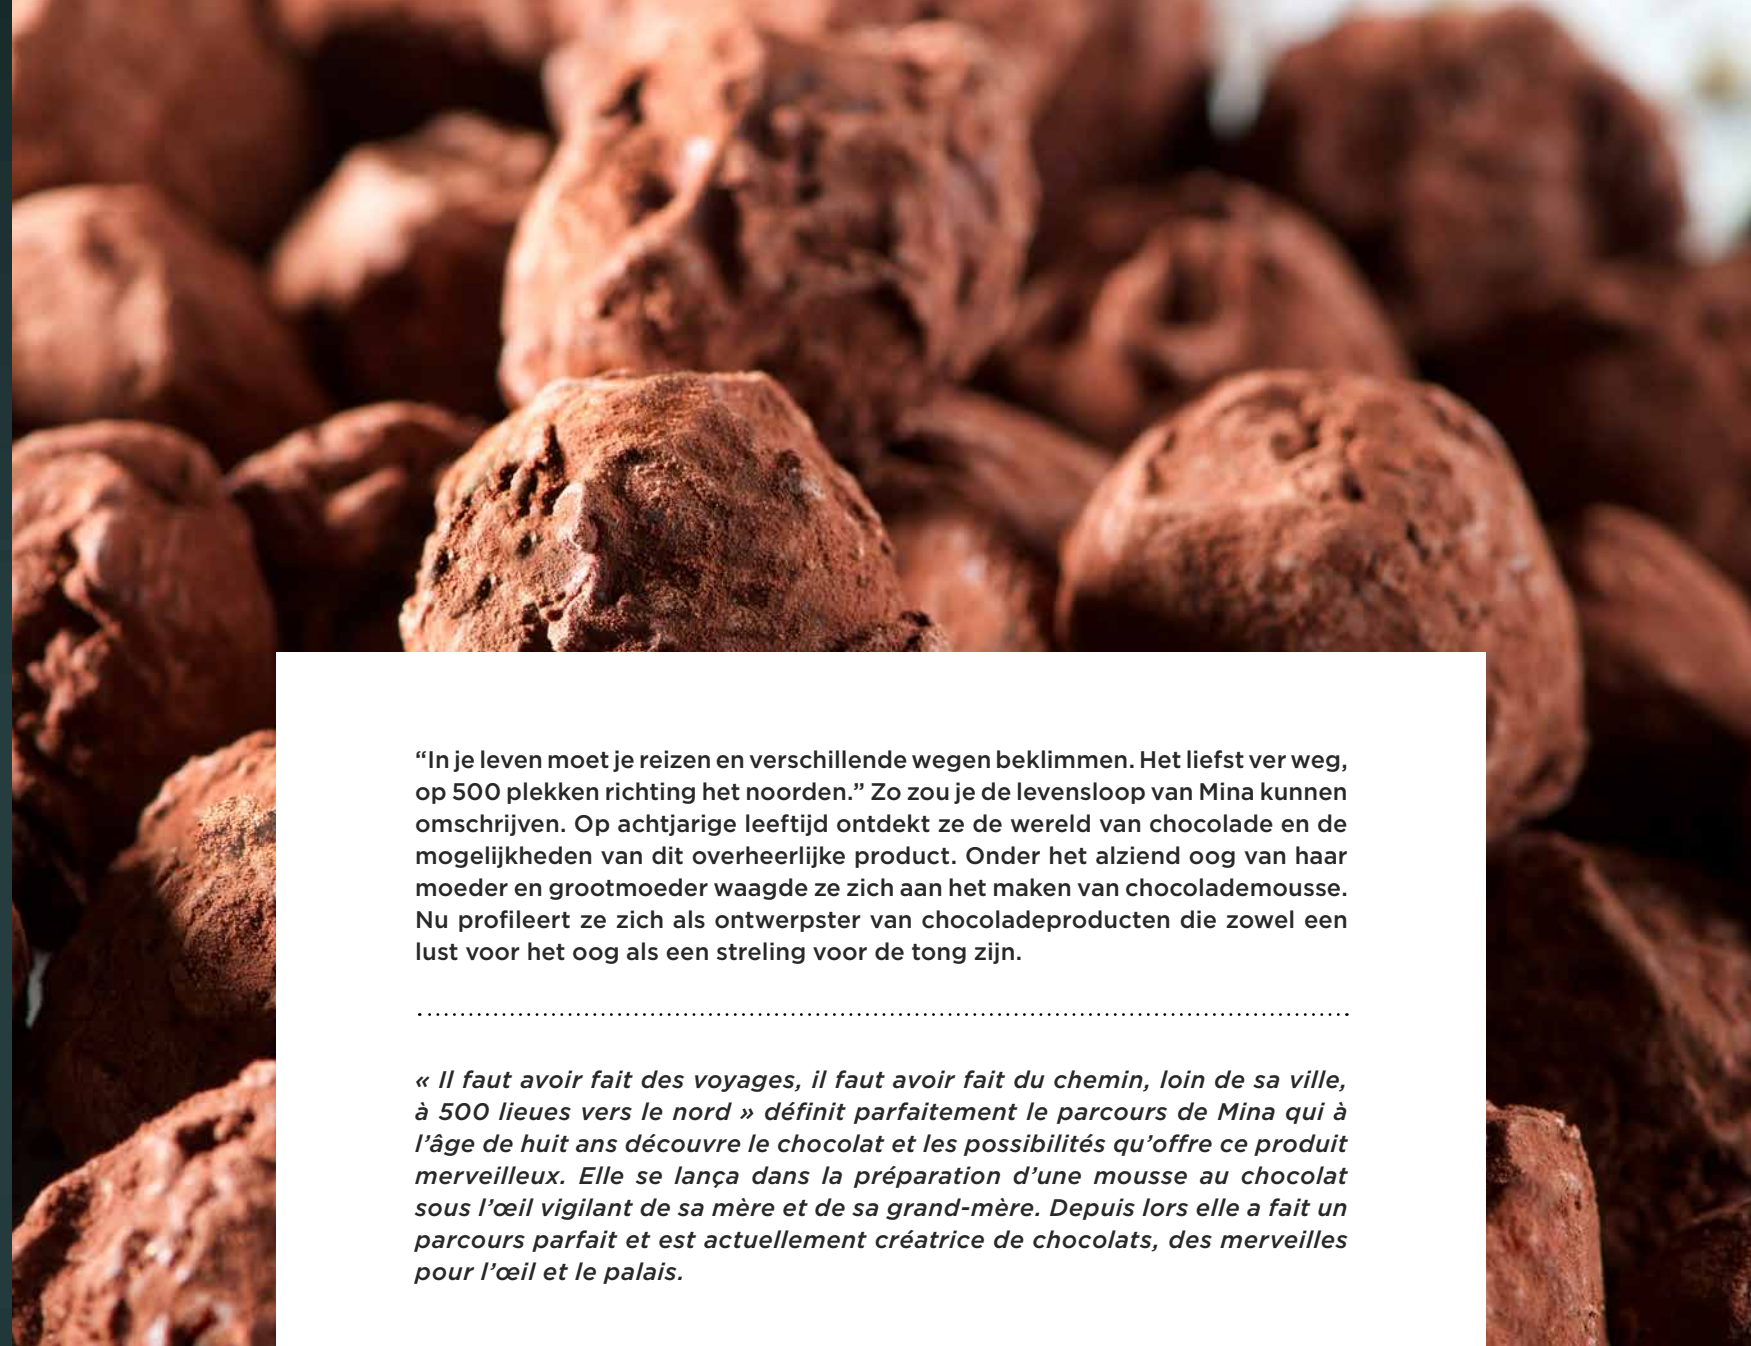 “In je leven moet je reizen en verschillende wegen beklimmen. Het liefst ver weg,
op 500 plekken richting het noorden.” Zo zou je de levensloop van Mina kunnen
omschrijven. Op achtjarige leeftijd ontdekt ze de wereld van chocolade en de
mogelijkheden van dit overheerlijke product. Onder het alziend oog van haar
moeder en grootmoeder waagde ze zich aan het maken van chocolademousse.
Nu profileert ze zich als ontwerpster van chocoladeproducten die zowel een
lust voor het oog als een streling voor de tong zijn.
« Il faut avoir fait des voyages, il faut avoir fait du chemin, loin de sa ville,
à 500 lieues vers le nord » définit parfaitement le parcours de Mina qui à
l’âge de huit ans découvre le chocolat et les possibilités qu’offre ce produit
merveilleux. Elle se lança dans la préparation d’une mousse au chocolat
sous l’œil vigilant de sa mère et de sa grand-mère. Depuis lors elle a fait un
parcours parfait et est actuellement créatrice de chocolats, des merveilles
pour l’œil et le palais.